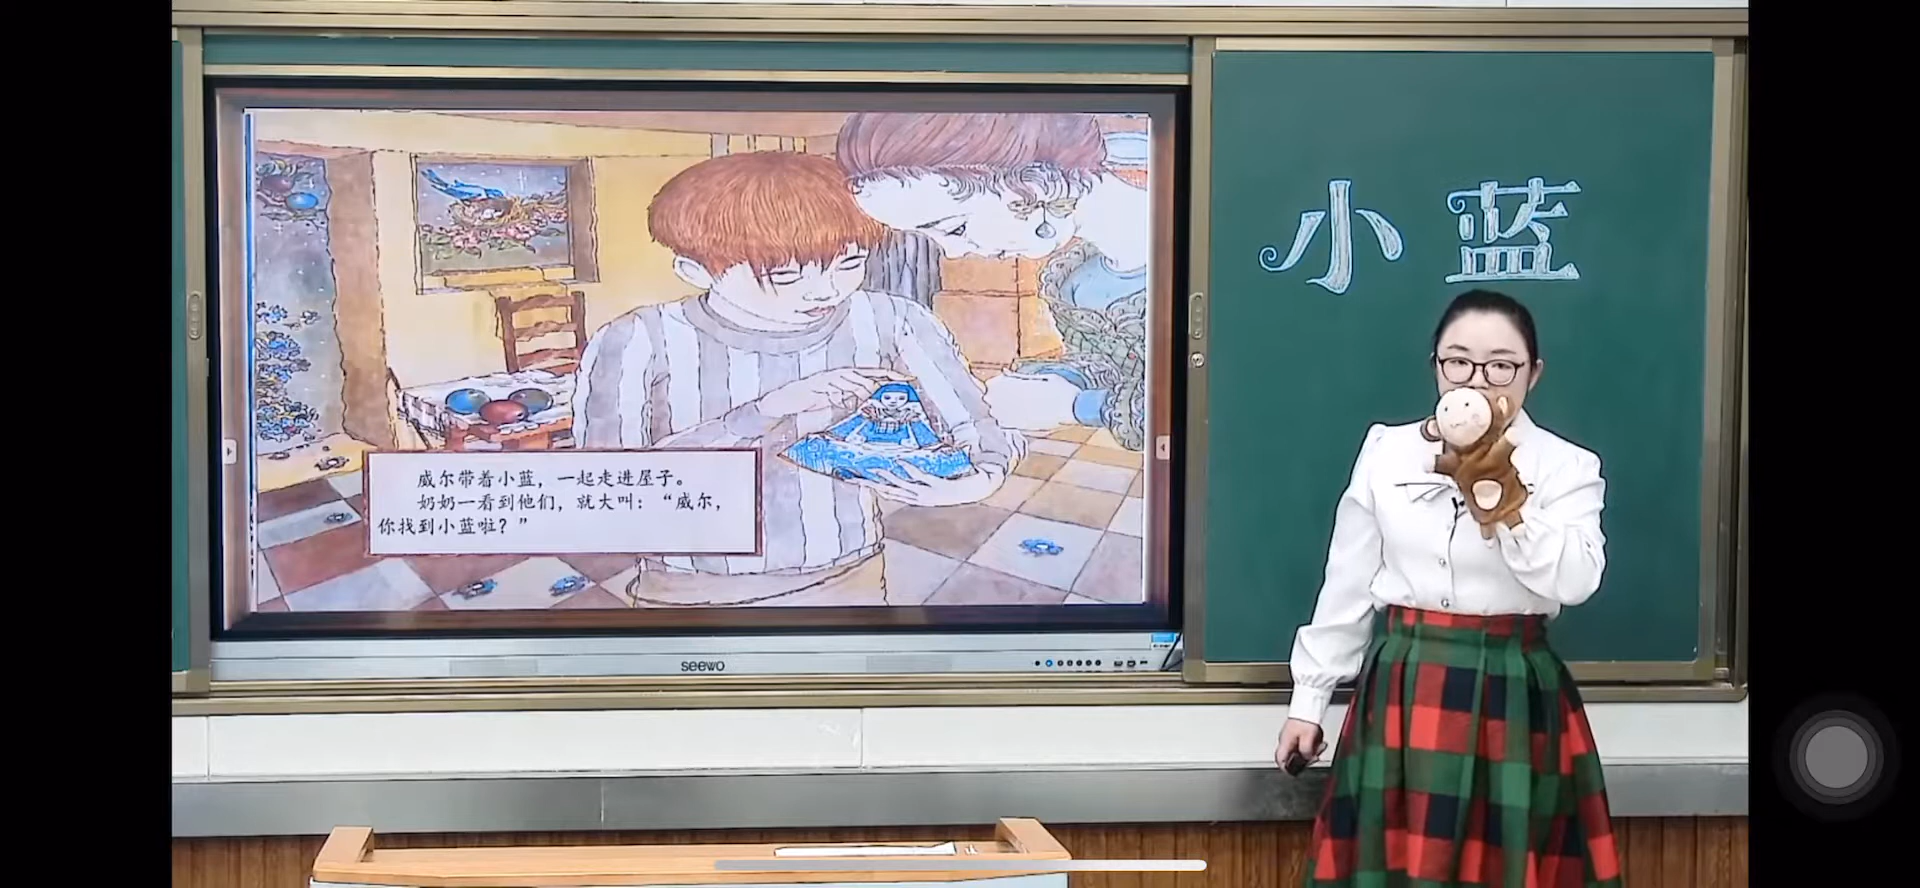 小蓝
威尔带着小蓝，一起走进屋子。
奶奶一看到他们，就大叫：“威尔，
你找到小蓝啦？”
seewo